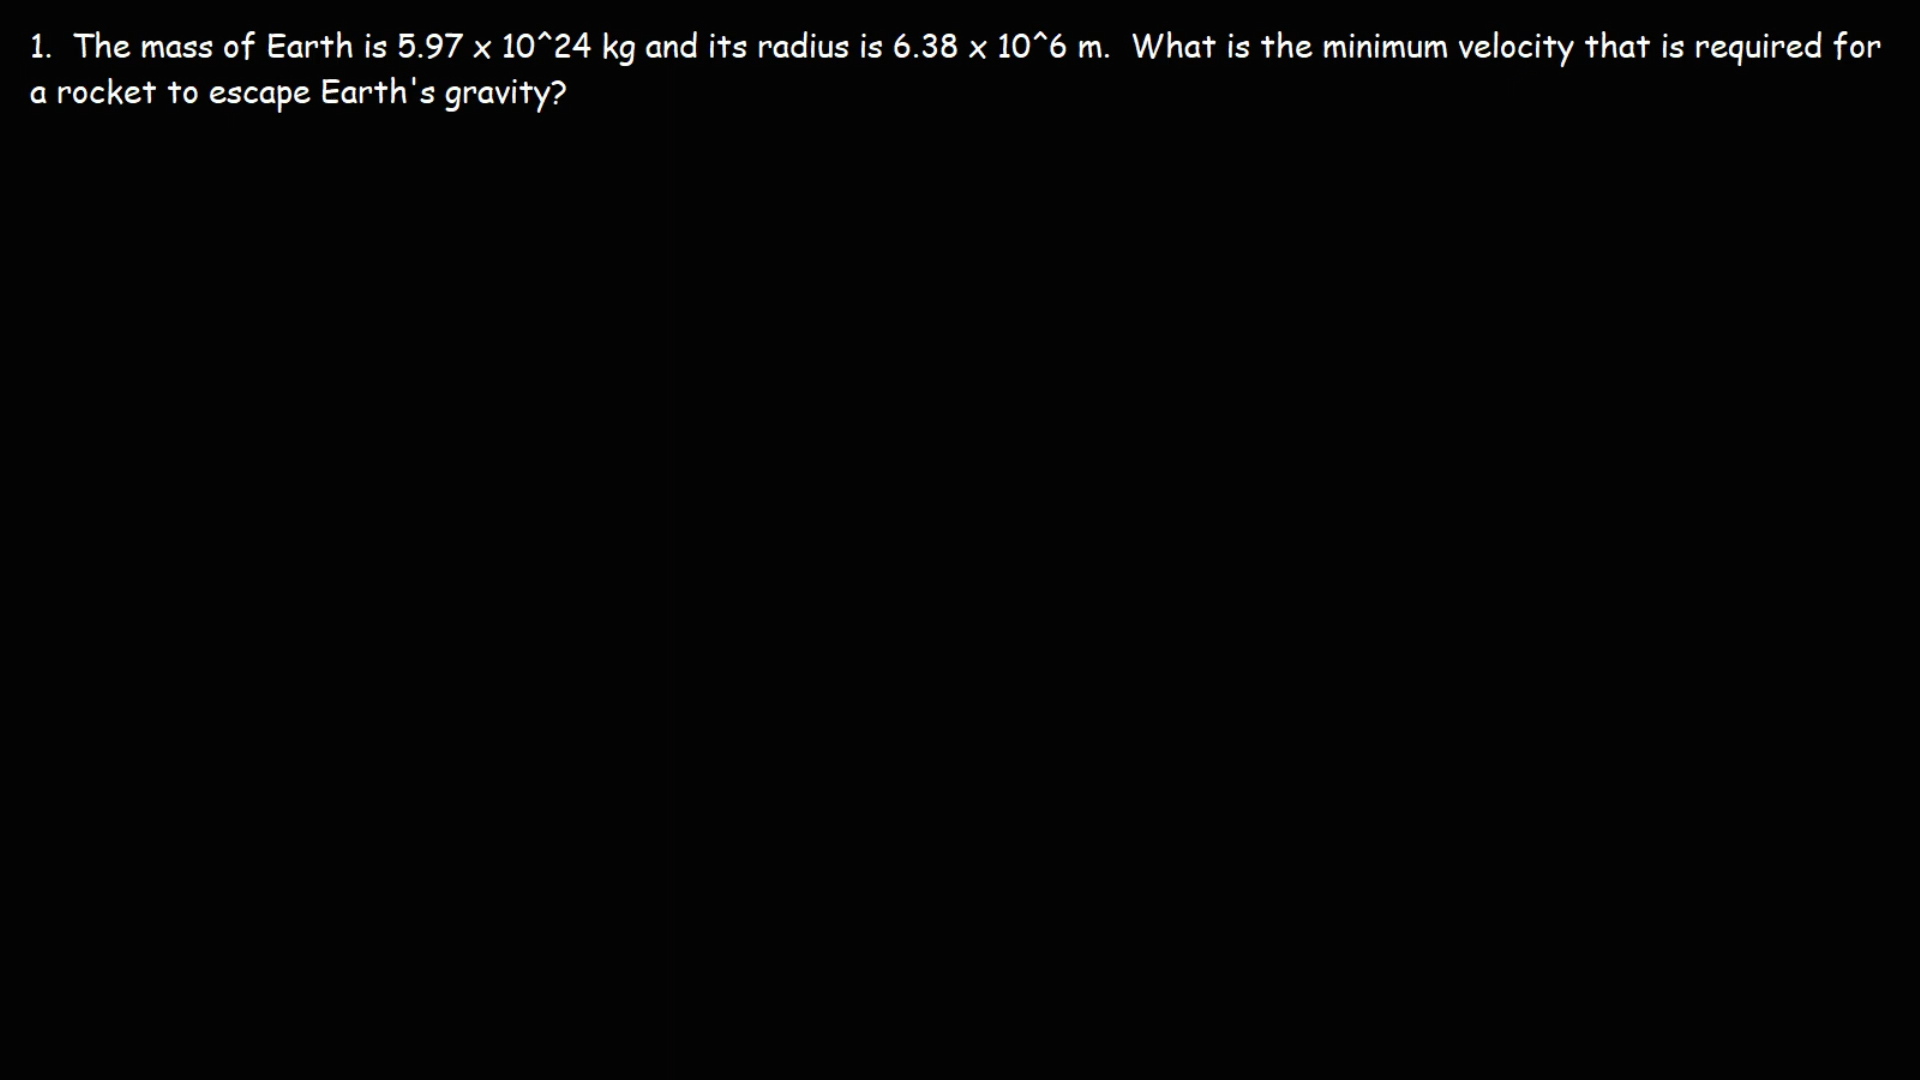 1.  The mass of Earth is 5.97 x 10^24 kg and its radius is 6.38 x 10^6 m.  What is the minimum velocity that is required for
a rocket to escape Earth's gravity?